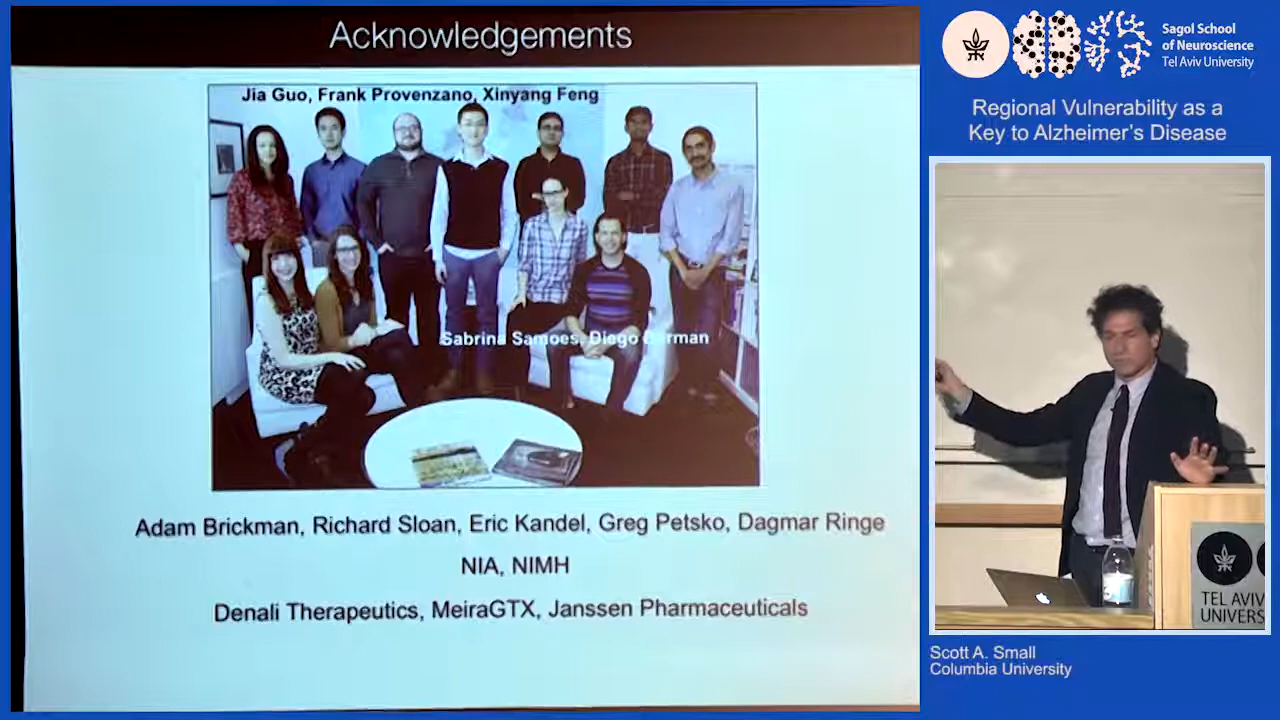 Acknowledgements
Jia Guo, Frank Provenzano, Xinyang Feng
Sabrina Samoes, Diego
Adam Brickman, Richard Sloan, Eric Kandel, Greg Petsko, Dagmar Ringe
NIA, NIMH
Denali Therapeutics, MeiraGTX, Janssen Pharmaceuticals
Sagol School
of Neuroscience
Tel Aviv University
Regional Vulnerability as a
Key to Alzheimer's Disease
TEL AVIV
UNIVERS
Scott A. Small
Columbia University